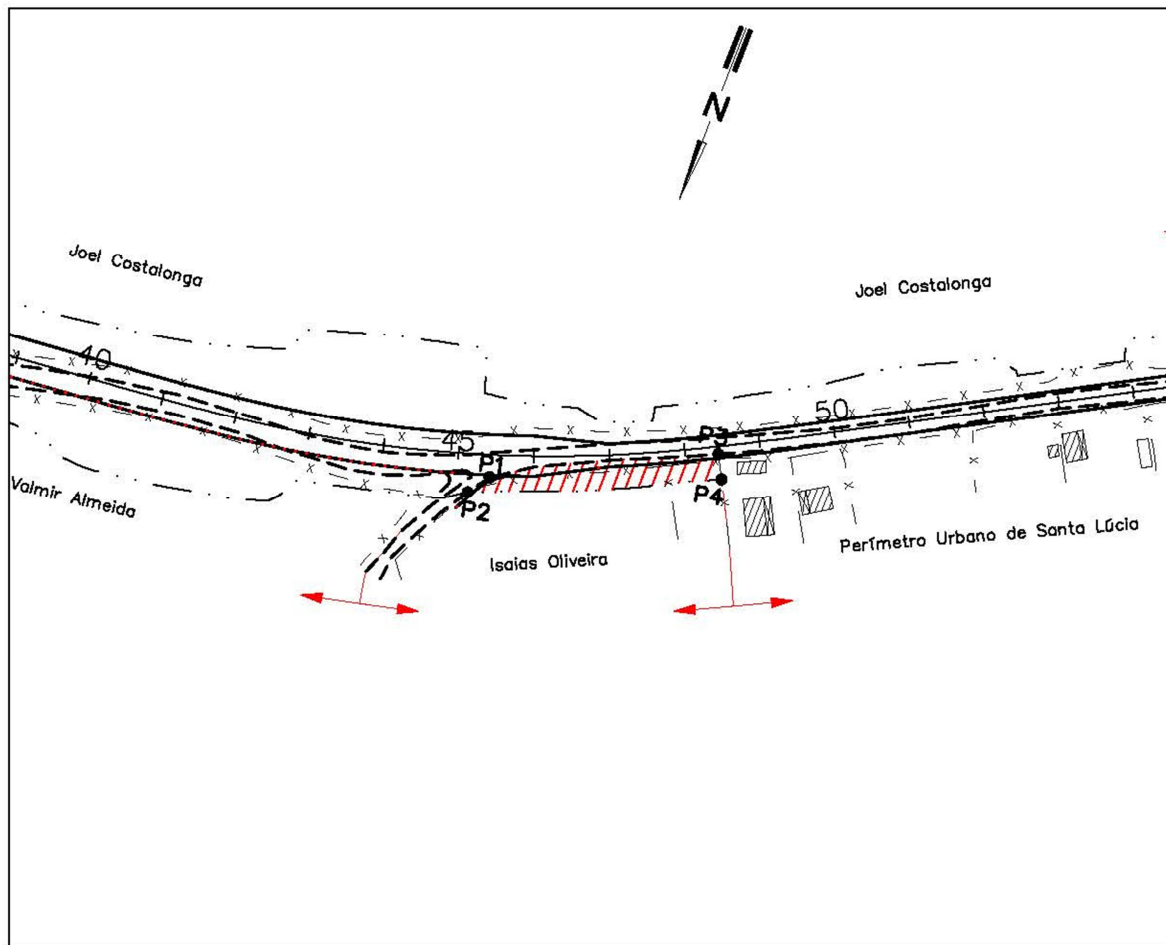 N
Joel Costalonga
Joel Costalonga
40
50
45
P3
P1
P4
P2
Valmir Almeida
Isaias Oliveira
Perímetro Urbano de Santa Lúcia